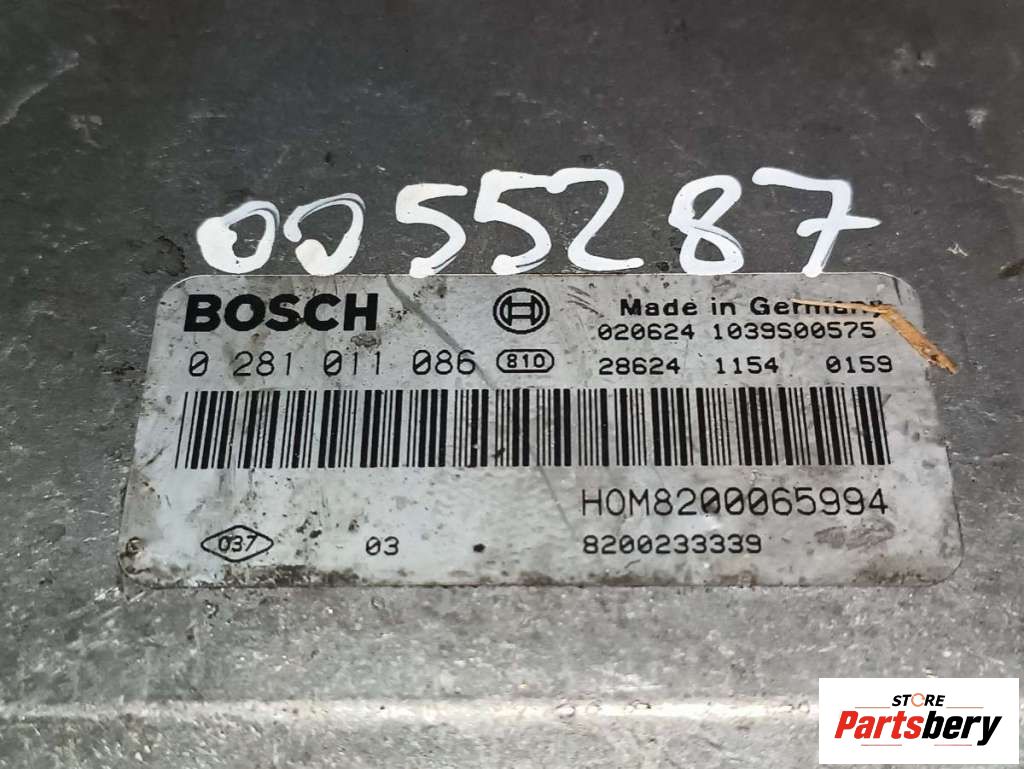 0055287
BOSCH Made in Germany
020624 1039S00575
0 281 011 086 810 28624 1154 0159
HOM8200065994
037 03 8200233339
STORE
Partsbery